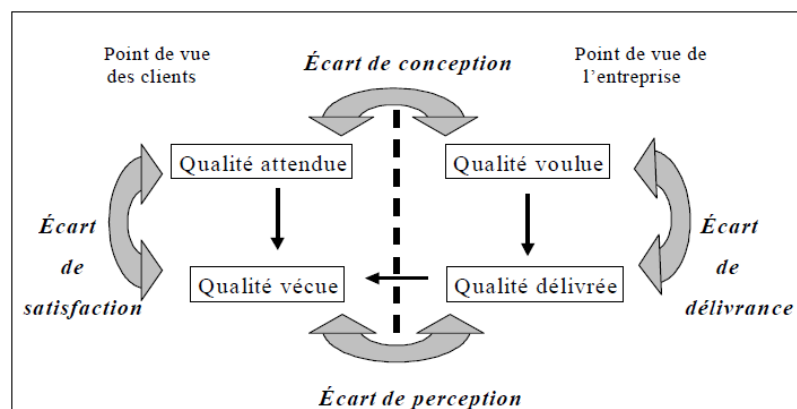 Point de vue
des clients
Écart de conception
Point de vue de
l'entreprise
Qualité attendue
Qualité voulue
Écart
de
satisfaction
Écart
de
délivrance
Qualité vécue
Qualité délivrée
Écart de perception